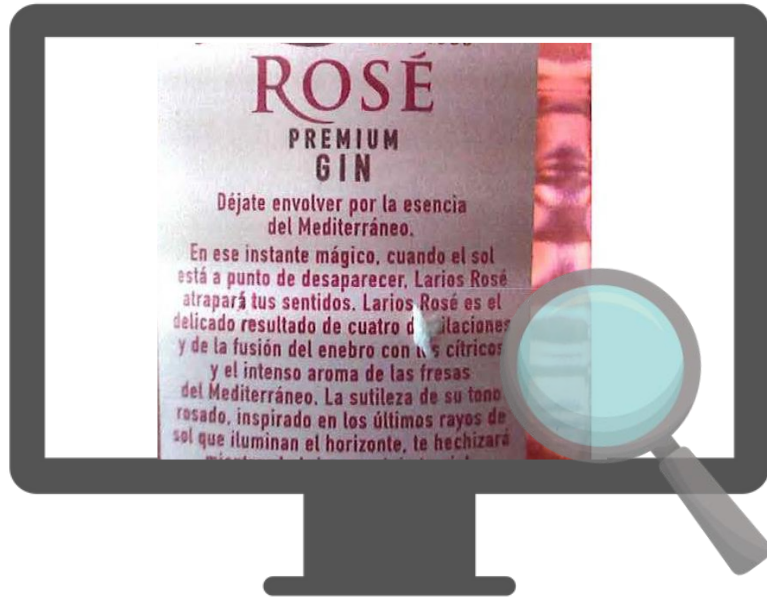 ROSÉ
PREMIUM
GIN
Déjate envolver por la esencia
del Mediterráneo.
En ese instante mágico, cuando el sol
está a punto de desaparecer, Larios Rosé
atrapará tus sentidos. Larios Rosé es el
delicado resultado de cuatro
y de la fusión del enebro con los cítricos
y el intenso aroma de las fresas
del Mediterráneo. La sutileza de su tono
rosado, inspirado en los últimos rayos de
sol que iluminan el horizonte, te hechizará